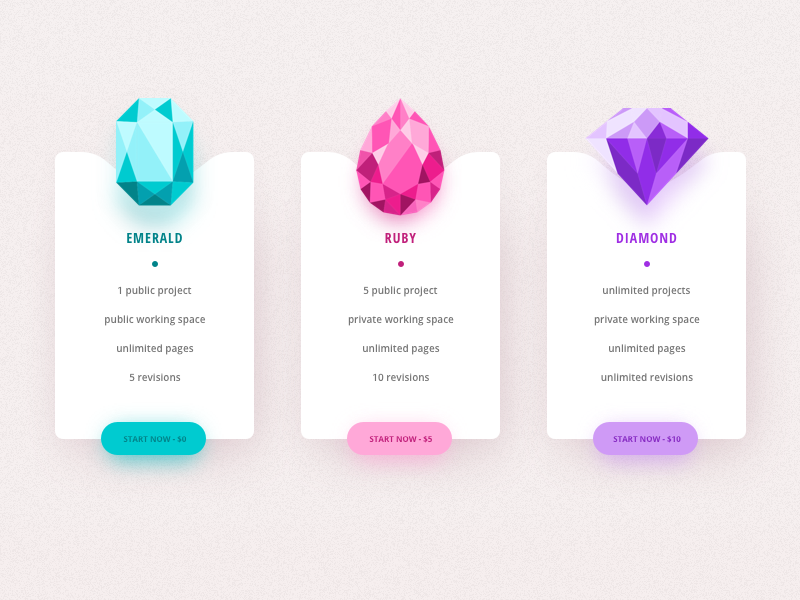 EMERALD
1 public project
public working space
unlimited pages
5 revisions
START NOW - $0
RUBY
5 public project
private working space
unlimited pages
10 revisions
START NOW - $5
DIAMOND
unlimited projects
private working space
unlimited pages
unlimited revisions
START NOW - $10